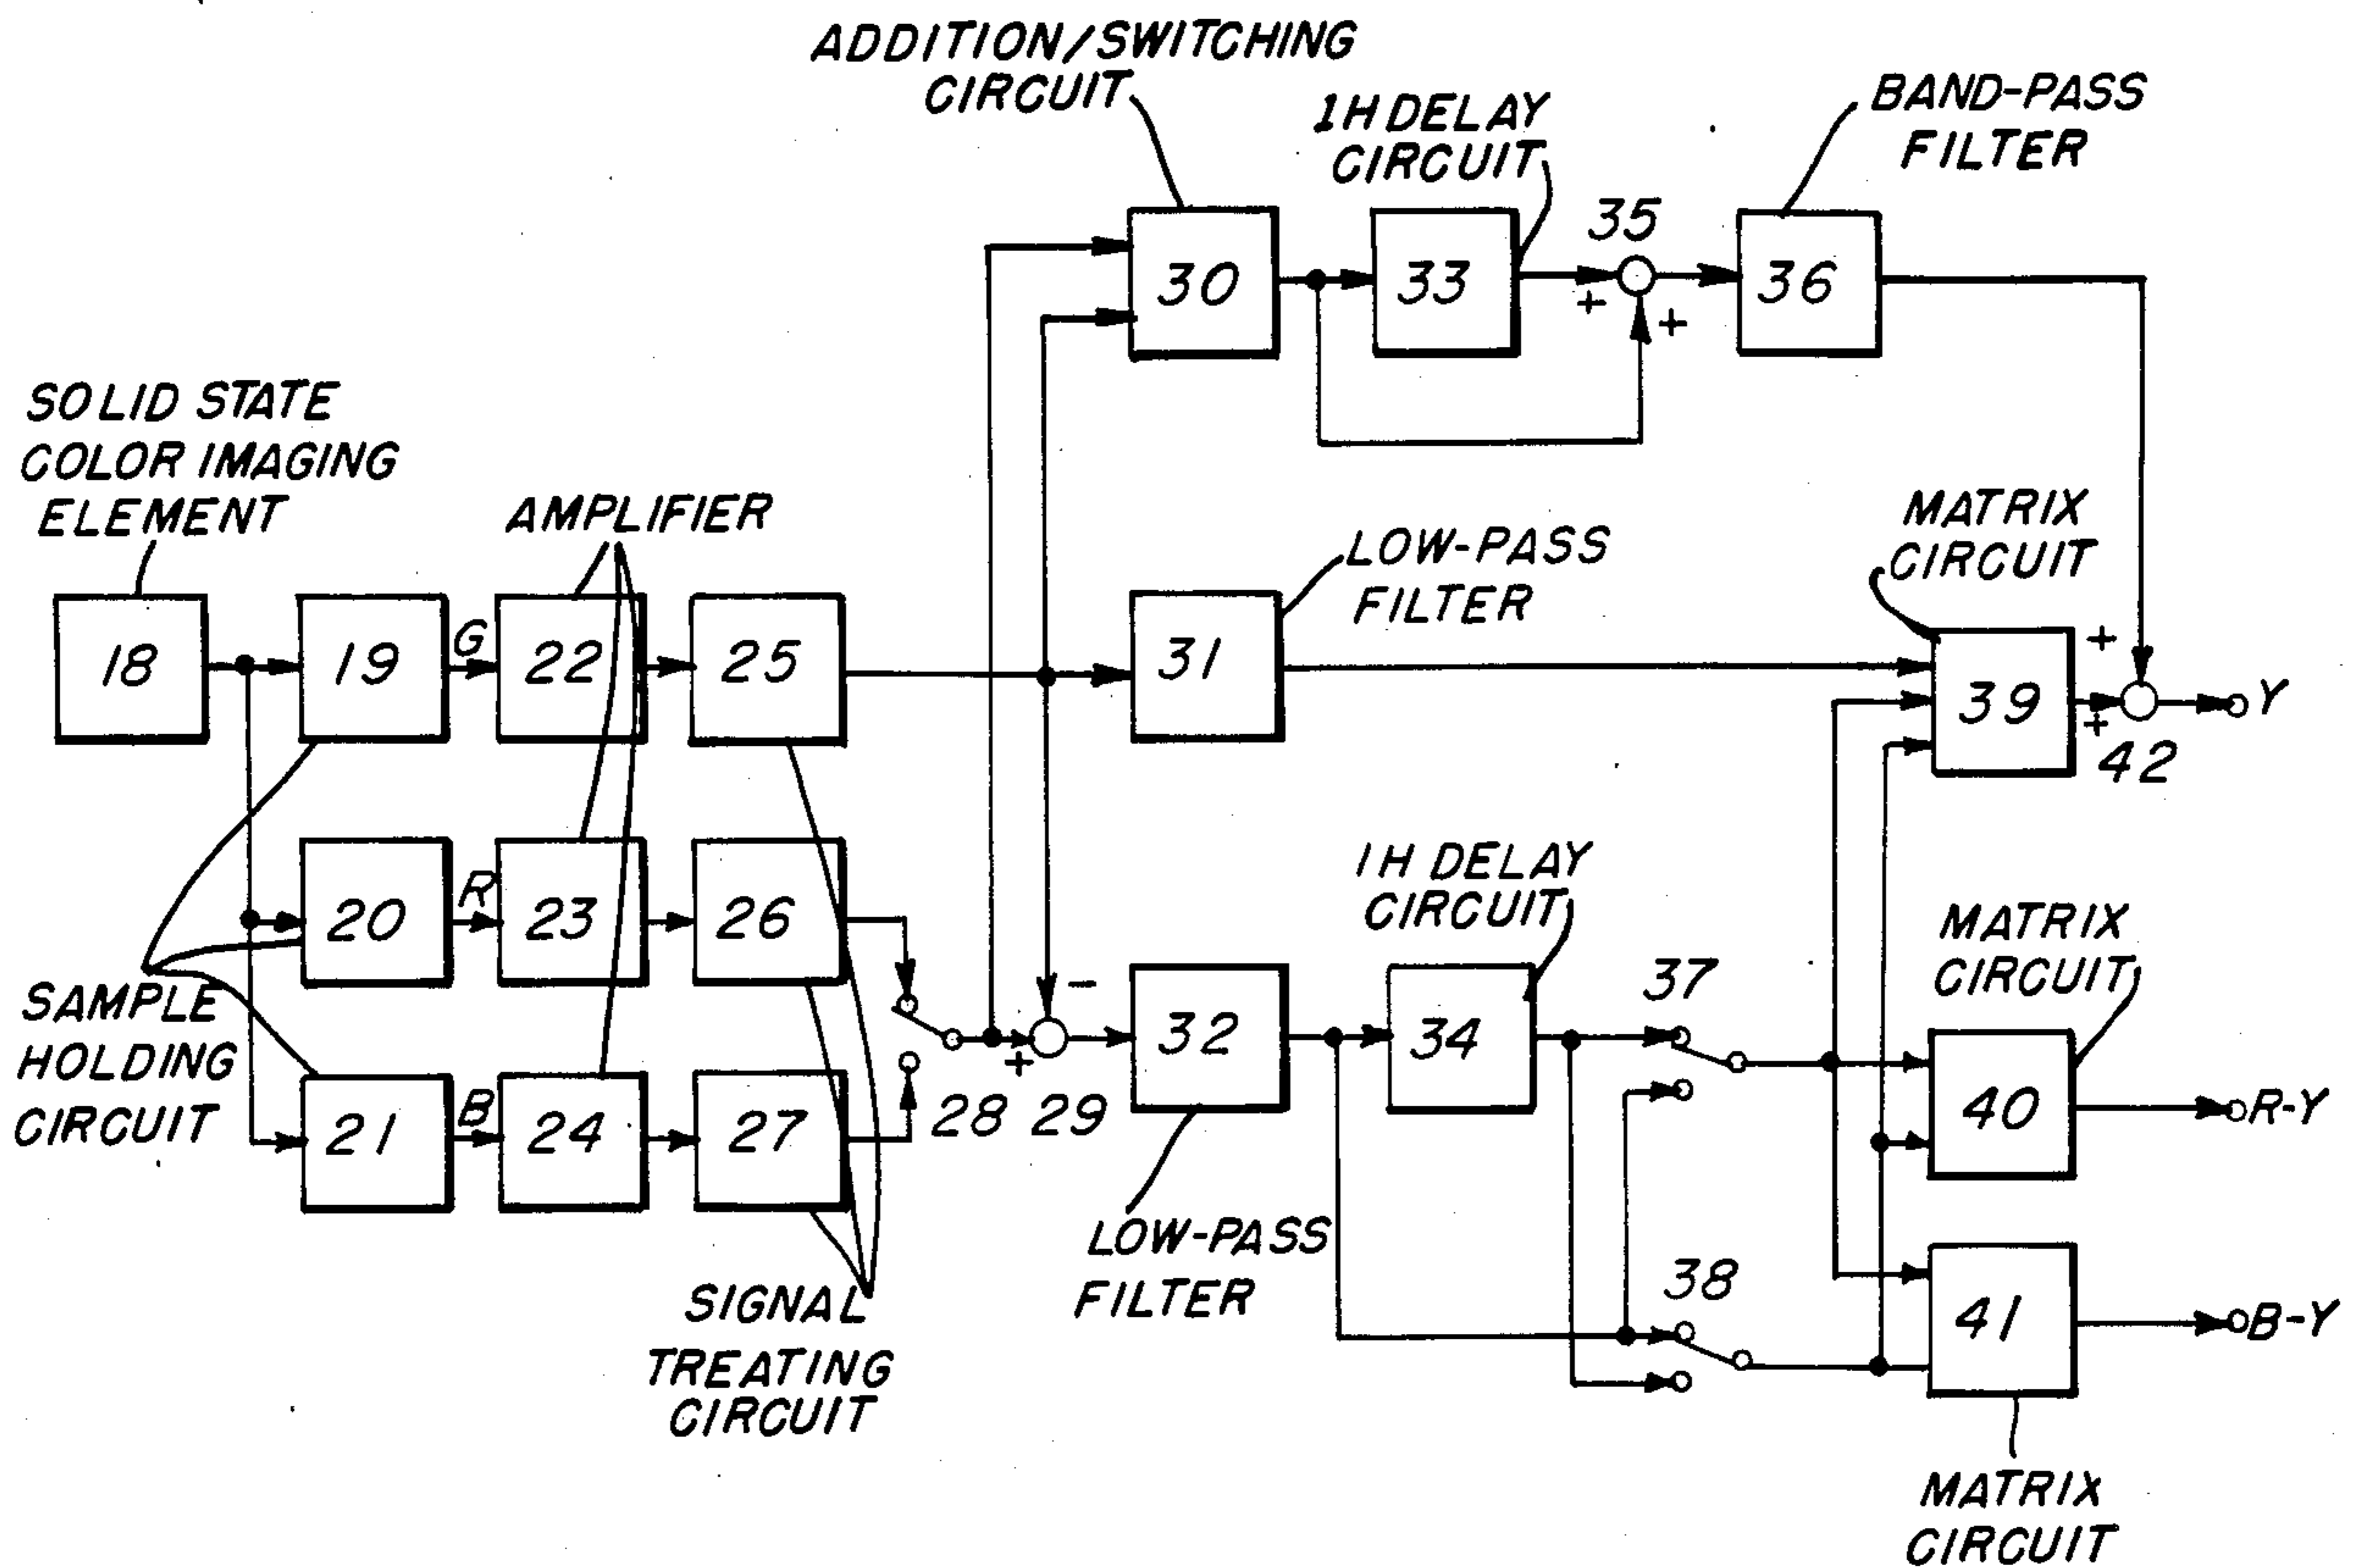 ADDITION/SWITCHING
CIRCUIT
1H DELAY
CIRCUIT
BAND-PASS
FILTER
35
30
33
36
+
+
SOLID STATE
COLOR IMAGING
ELEMENT
AMPLIFIER
LOW-PASS
FILTER
MATRIX
CIRCUIT
18
19
G
22
25
31
39
+
+
42
Y
1H DELAY
CIRCUIT
20
R
23
26
MATRIX
CIRCUIT
SAMPLE
HOLDING
CIRCUIT
21
B
24
27
28
+
-
29
32
34
37
40
R-Y
LOW-PASS
FILTER
38
41
B-Y
SIGNAL
TREATING
CIRCUIT
MATRIX
CIRCUIT